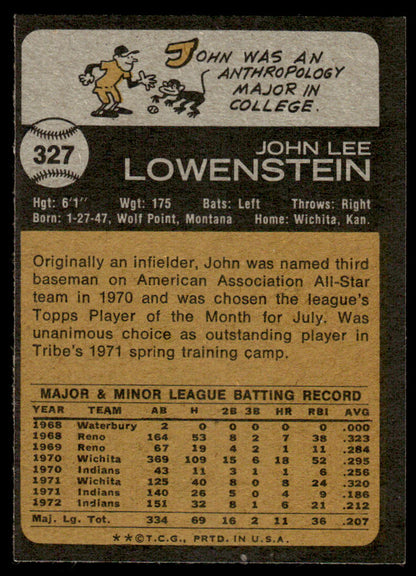 JOHN WAS AN
ANTHROPOLOGY
MAJOR IN
COLLEGE.
327
JOHN LEE
LOWENSTEIN
Hgt: 6'1" Wgt: 175 Bats: Left Throws: Right
Born: 1-27-47, Wolf Point, Montana Home: Wichita, Kan.
Originally an infielder, John was named third
baseman on American Association All-Star
team in 1970 and was chosen the league's
Topps Player of the Month for July. Was
unanimous choice as outstanding player in
Tribe's 1971 spring training camp.
MAJOR & MINOR LEAGUE BATTING RECORD
YEAR TEAM AB H 2B 3B HR RBI AVG
1968 Waterbury 2 0 0 0 0 0 .000
1968 Reno 164 53 8 2 7 38 .323
1969 Reno 67 19 4 2 1 11 .284
1970 Wichita 369 109 15 6 18 52 .295
1970 Indians 43 11 3 1 1 6 .256
1971 Wichita 125 40 8 0 8 24 .320
1971 Indians 140 26 5 0 4 9 .186
1972 Indians 151 32 8 1 6 21 .212
Maj. Lg. Tot. 334 69 16 2 11 36 .207
**©T.C.G., PRTD. IN U.S.A.